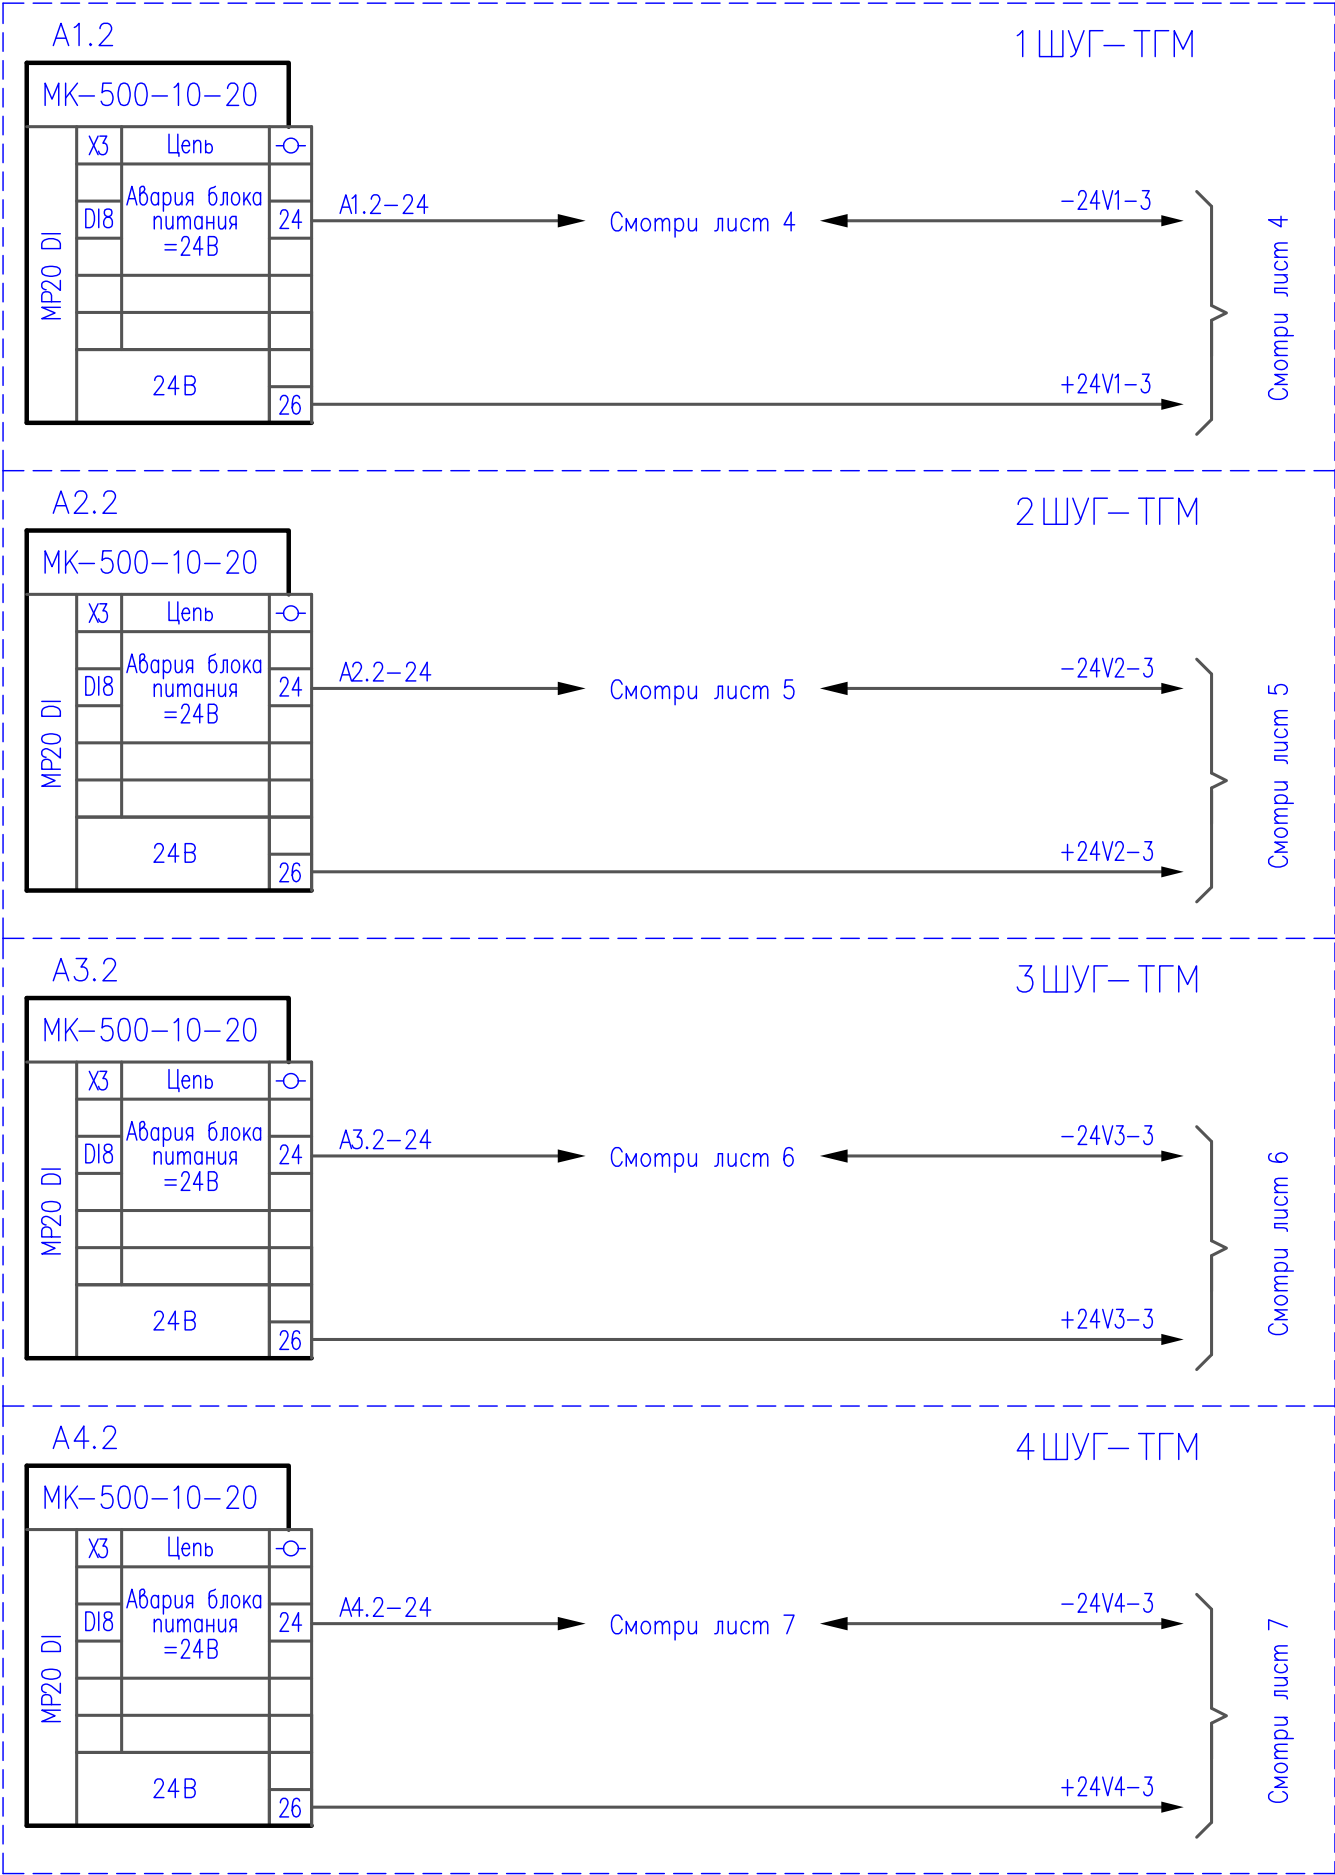 A1.2
1 ШУГ-ТГМ
МК-500-10-20
X3 Цепь
Авария блока
питания
=24В
DI8
24
A1.2-24
Смотри лист 4
-24V1-3
МР20 DI
Смотри лист 4
24В
26
+24V1-3
A2.2
2 ШУГ-ТГМ
МК-500-10-20
X3 Цепь
Авария блока
питания
=24В
DI8
24
A2.2-24
Смотри лист 5
-24V2-3
МР20 DI
Смотри лист 5
24В
26
+24V2-3
A3.2
3 ШУГ-ТГМ
МК-500-10-20
X3 Цепь
Авария блока
питания
=24В
DI8
24
A3.2-24
Смотри лист 6
-24V3-3
МР20 DI
Смотри лист 6
24В
26
+24V3-3
A4.2
4 ШУГ-ТГМ
МК-500-10-20
X3 Цепь
Авария блока
питания
=24В
DI8
24
A4.2-24
Смотри лист 7
-24V4-3
МР20 DI
Смотри лист 7
24В
26
+24V4-3